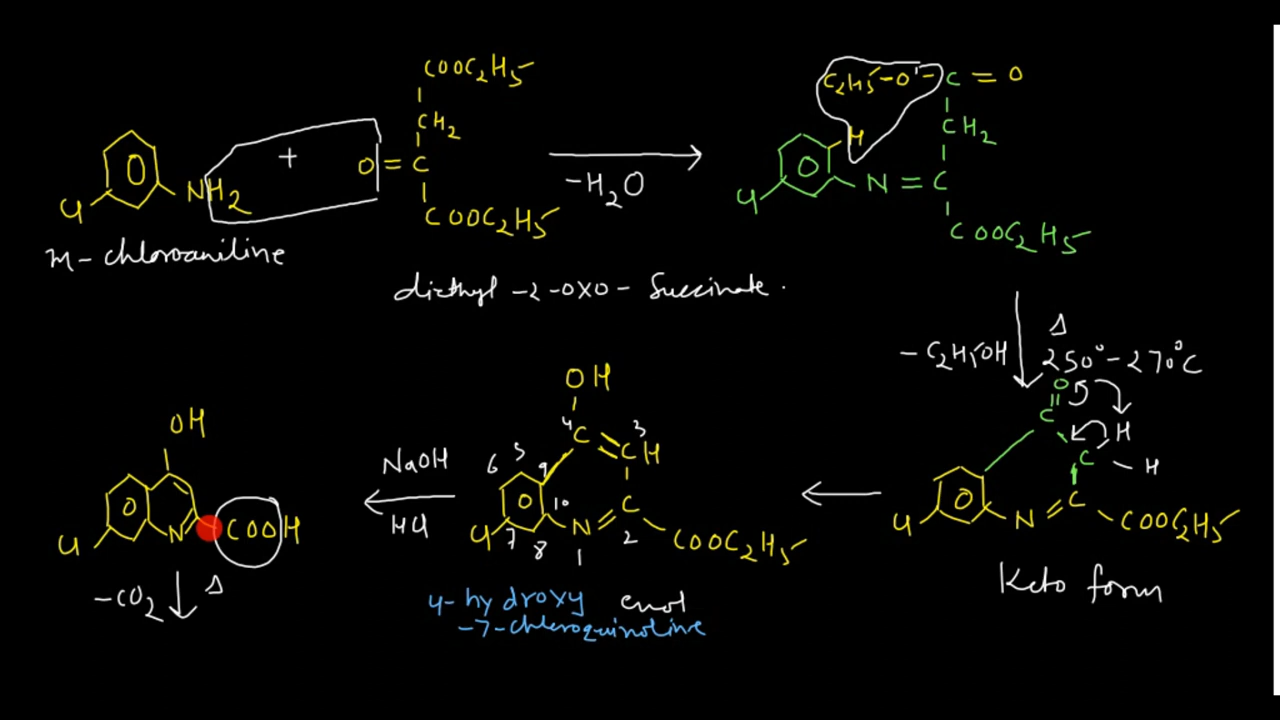 COOC2H5
CH2
NH2 + O = C
Cl
COOC2H5
m-chloroaniline
diethyl-2-oxo-Succinate.
-H2O
C2H5-O-C=O
H
CH2
Cl
N=C
COOC2H5
-C2H5OH
Δ
250°-270°C
O
C
H
C-H
Cl
N
C
COOC2H5
Keto form
OH
4
C
3
CH
5
6
9
10
C
Cl
7
8
N
1
2
COOC2H5
4-hydroxy enol
-7-chloroquinoline
NaOH
HCl
OH
Cl
N
COOH
-CO2
Δ